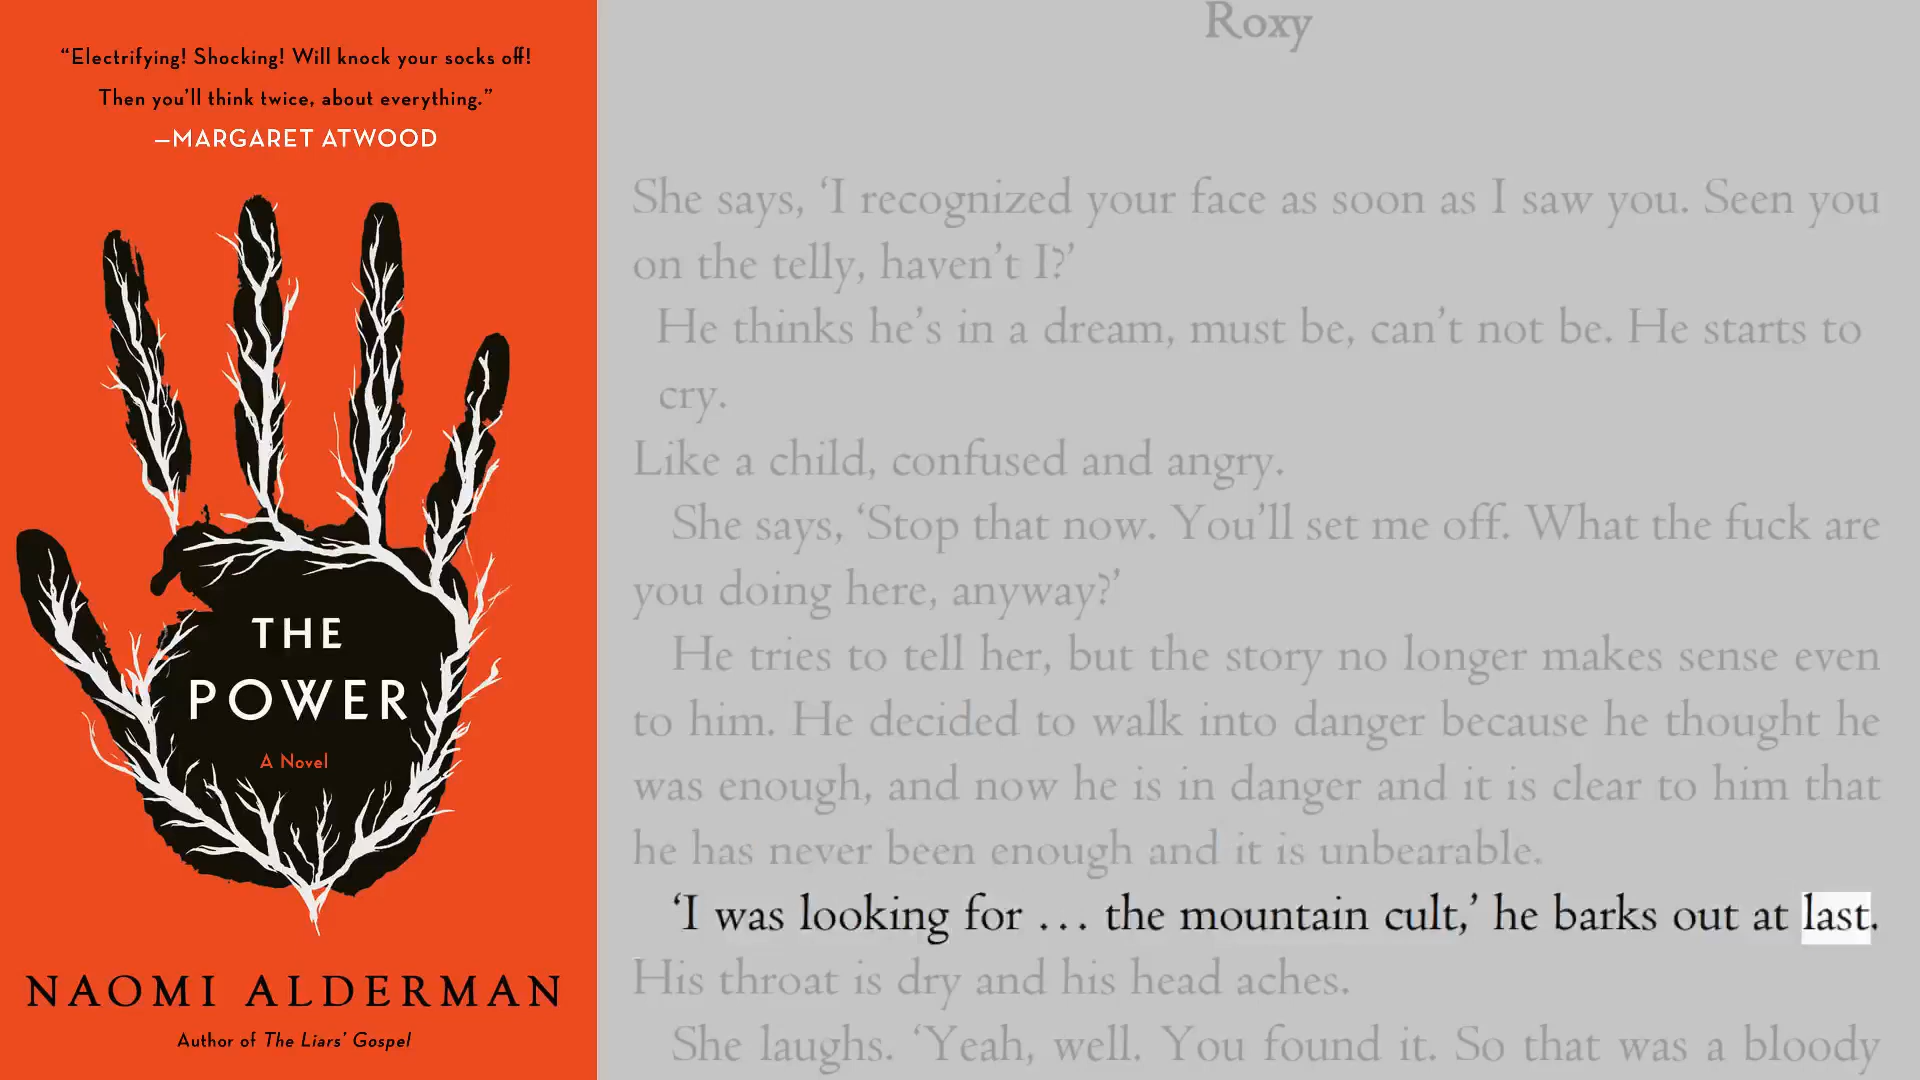 “Electrifying! Shocking! Will knock your socks off!
Then you’ll think twice, about everything.”
—MARGARET ATWOOD
THE
POWER
A Novel
NAOMI ALDERMAN
Author of The Liars’ Gospel
Roxy
She says, ‘I recognized your face as soon as I saw you. Seen you
on the telly, haven’t I?’
He thinks he’s in a dream, must be, can’t not be. He starts to
cry.
Like a child, confused and angry.
She says, ‘Stop that now. You’ll set me off. What the fuck are
you doing here, anyway?’
He tries to tell her, but the story no longer makes sense even
to him. He decided to walk into danger because he thought he
was enough, and now he is in danger and it is clear to him that
he has never been enough and it is unbearable.
‘I was looking for … the mountain cult,’ he barks out at last.
His throat is dry and his head aches.
She laughs. ‘Yeah, well. You found it. So that was a bloody